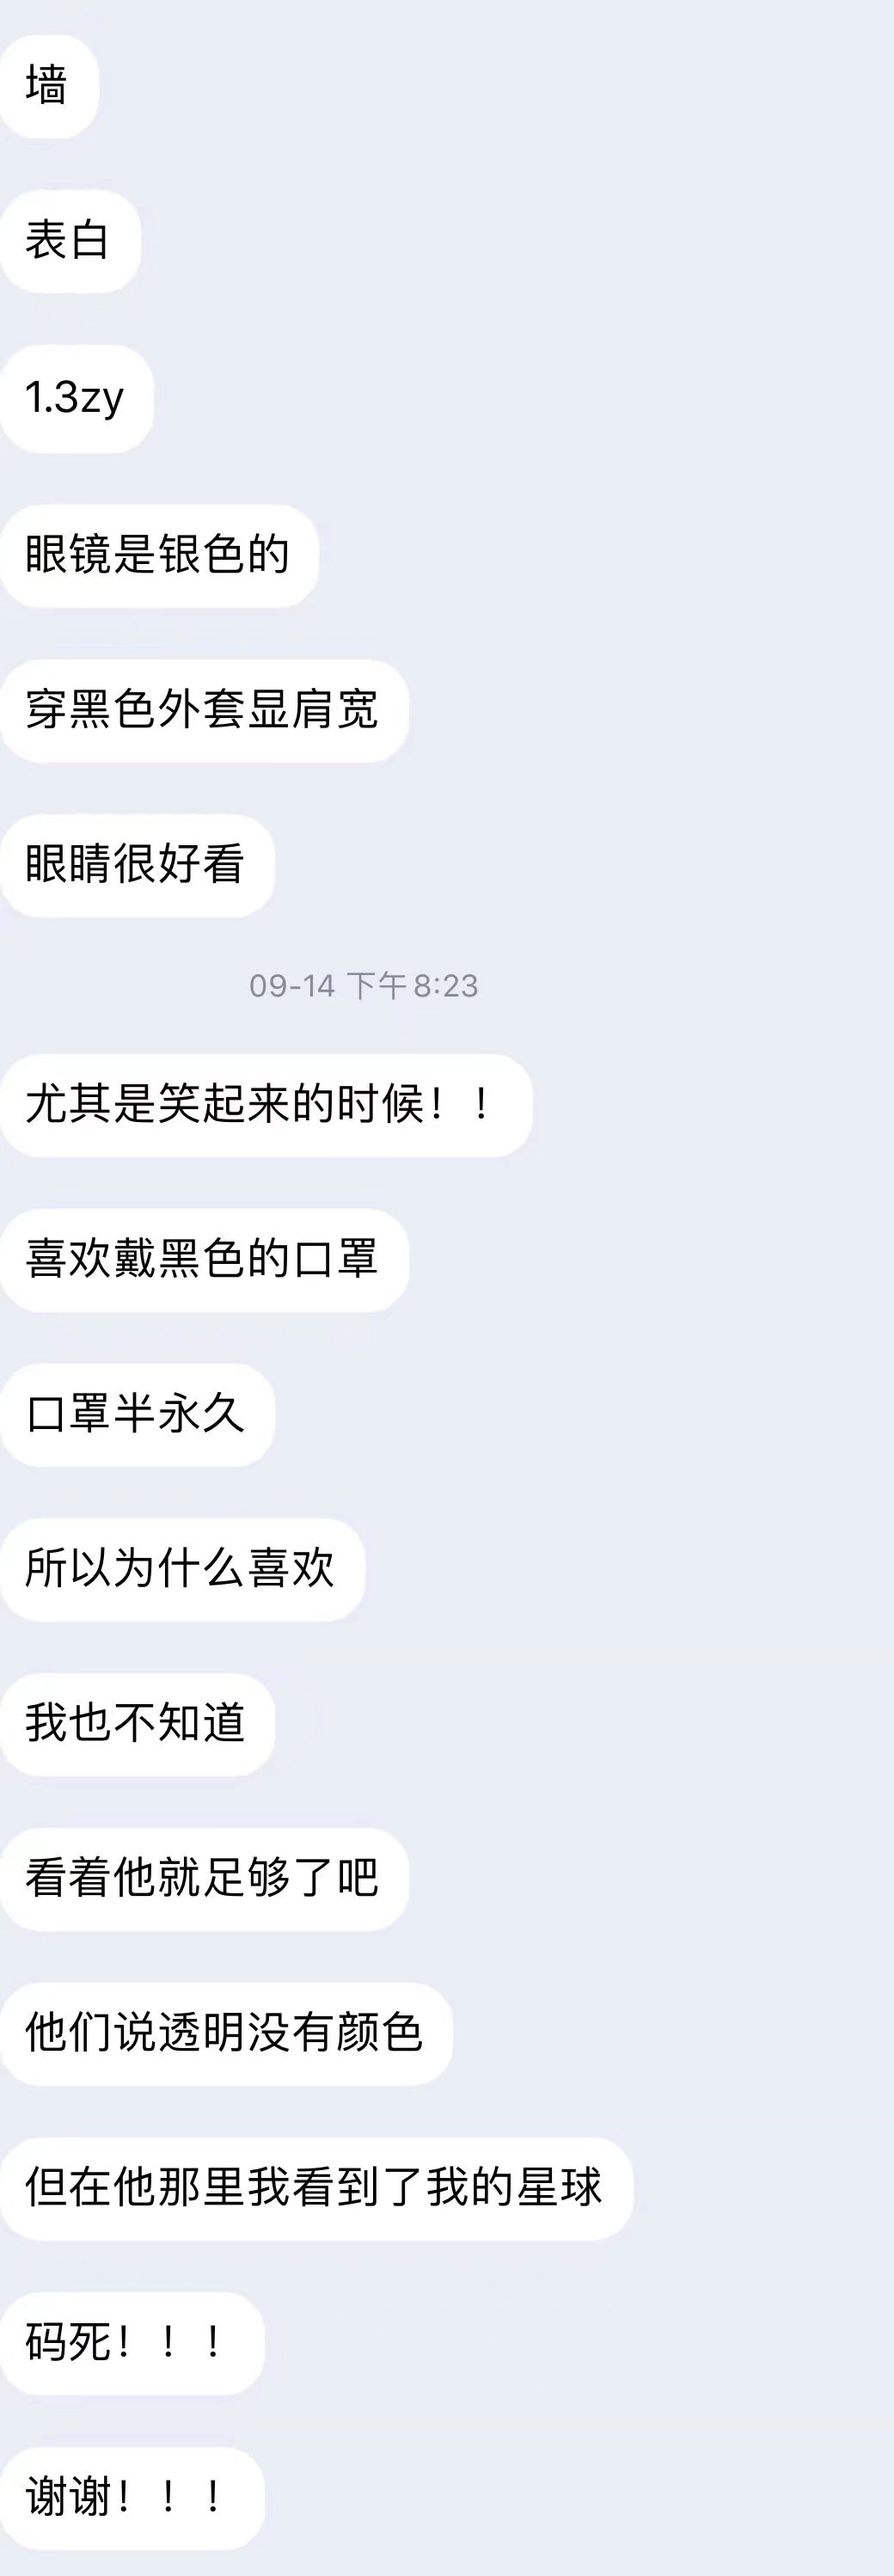 墙
表白
1.3zy
眼镜是银色的
穿黑色外套显肩宽
眼睛很好看
09-14 下午8:23
尤其是笑起来的时候！！
喜欢戴黑色的口罩
口罩半永久
所以为什么喜欢
我也不知道
看着他就足够了吧
他们说透明没有颜色
但在他那里我看到了我的星球
码死！！！
谢谢！！！